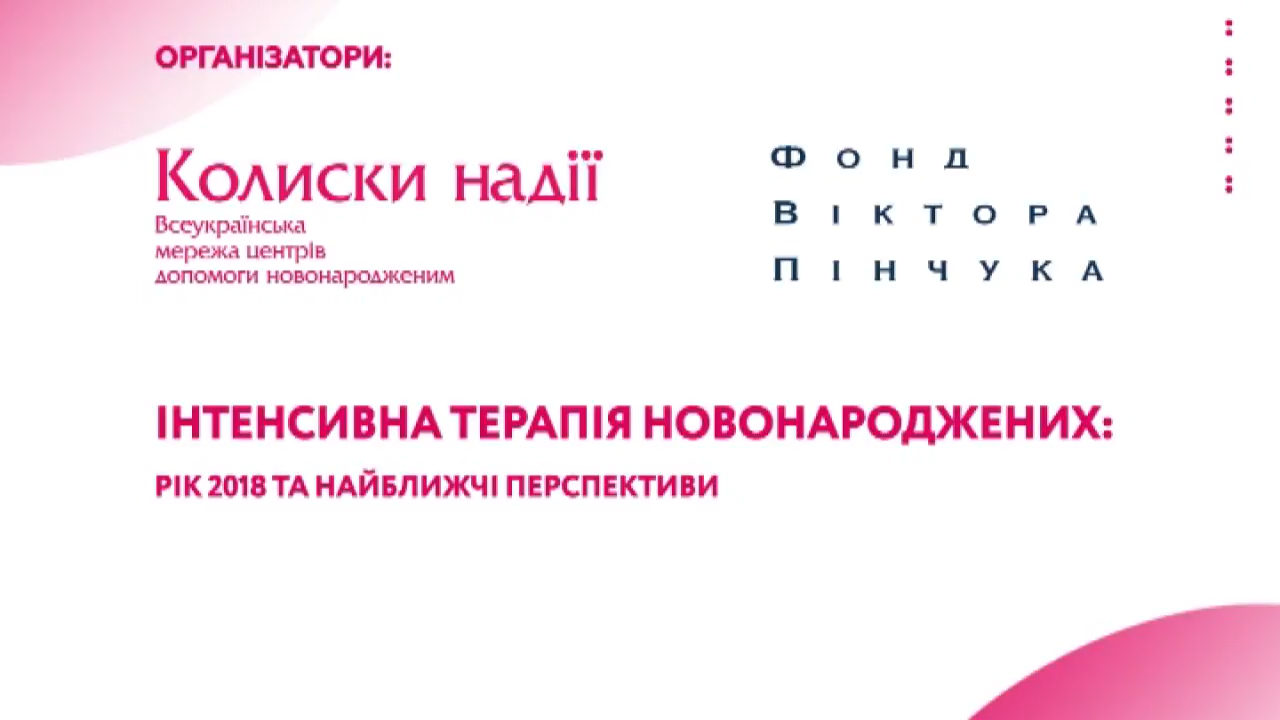 ОРГАНІЗАТОРИ:
Колиски надії
Всеукраїнська
мережа центрів
допомоги новонародженим
Фонд
Віктора
Пінчука
ІНТЕНСИВНА ТЕРАПІЯ НОВОНАРОДЖЕНИХ:
РІК 2018 ТА НАЙБЛИЖЧІ ПЕРСПЕКТИВИ